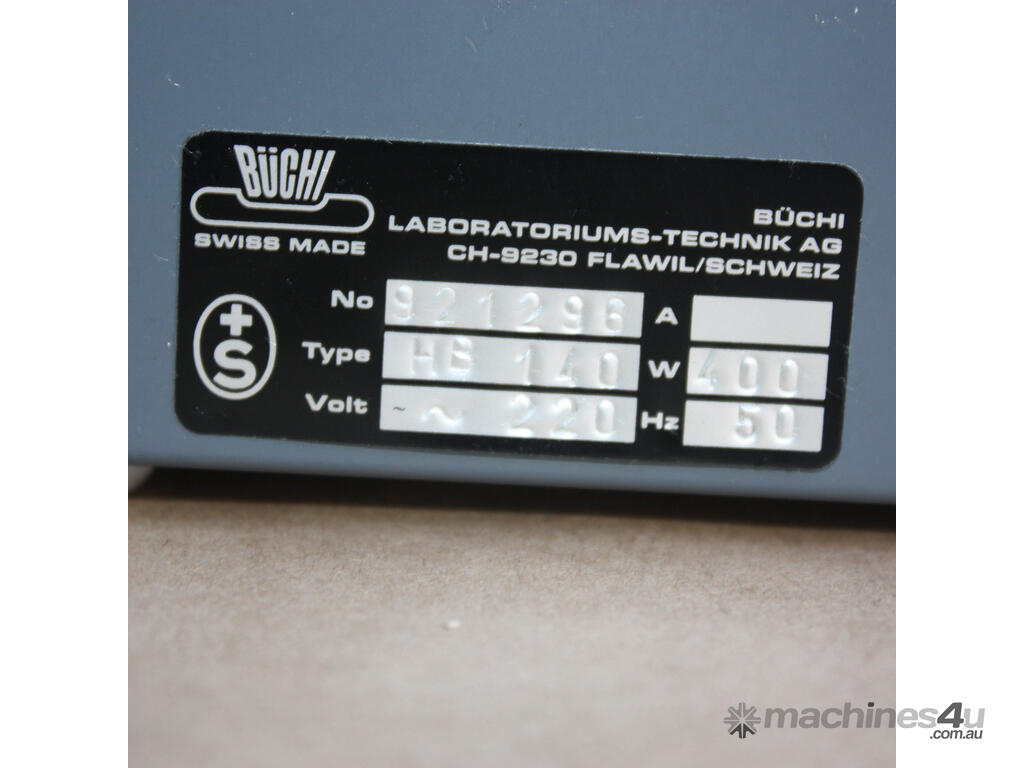 BÜCHI
SWISS MADE
BÜCHI
LABORATORIUMS-TECHNIK AG
CH-9230 FLAWIL/SCHWEIZ
+S
No 921296 A
Type HB 140 W 400
Volt ~ ~ 220 Hz 50
machines4u
.com.au